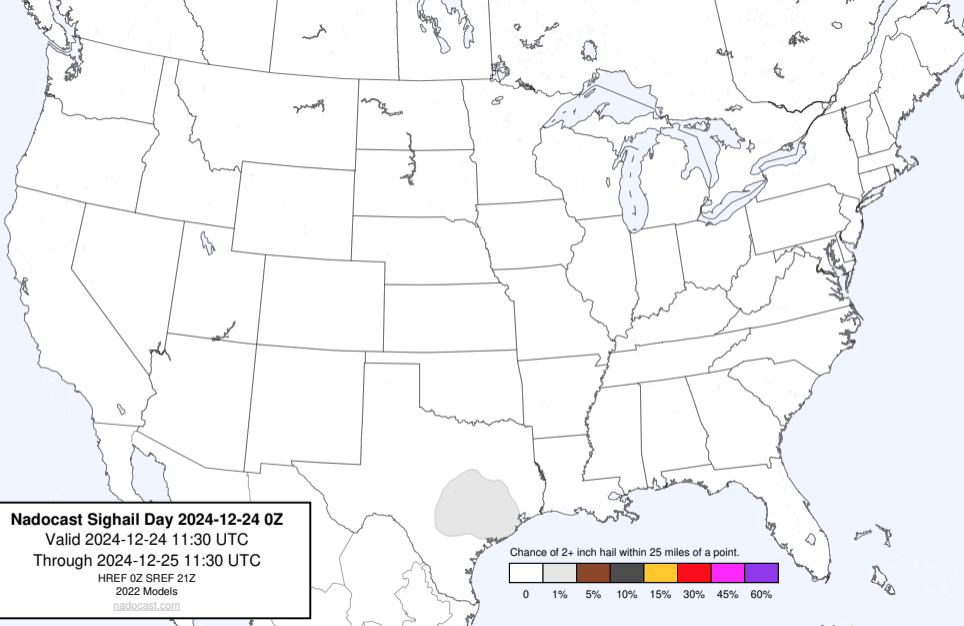 Nadocast Sighail Day 2024-12-24 0Z
Valid 2024-12-24 11:30 UTC
Through 2024-12-25 11:30 UTC
HREF 0Z SREF 21Z
2022 Models
nadocast.com
Chance of 2+ inch hail within 25 miles of a point.
0 1% 5% 10% 15% 30% 45% 60%